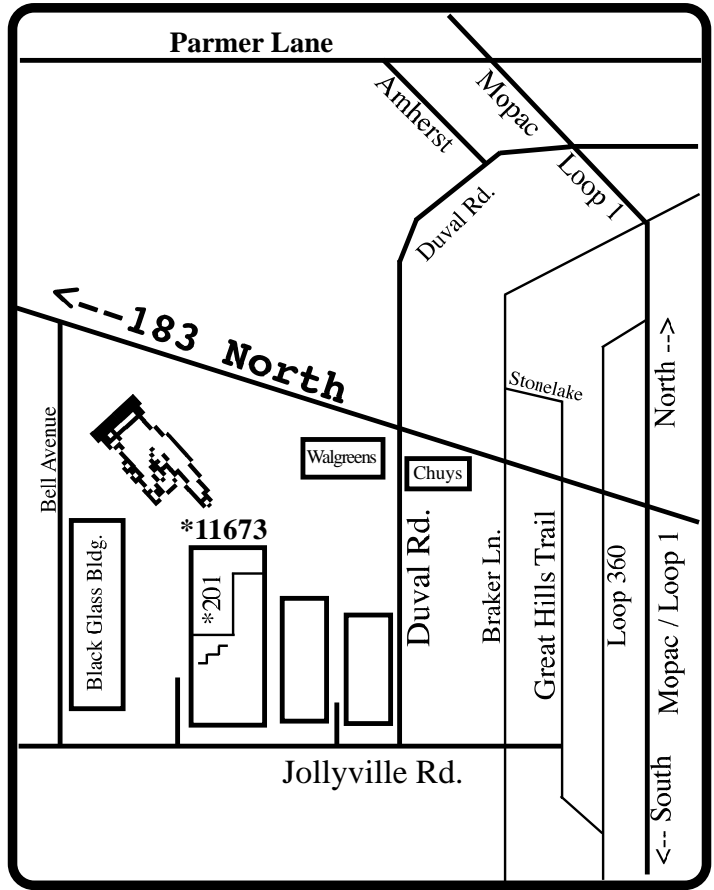 Parmer Lane
Amherst
Mopac
Loop 1
Duval Rd.
<---183 North
North -->
Stonelake
Bell Avenue
Walgreens
Chuys
*11673
Black Glass Bldg.
*201
Duval Rd.
Braker Ln.
Great Hills Trail
Loop 360
Mopac / Loop 1
Jollyville Rd.
<-- South